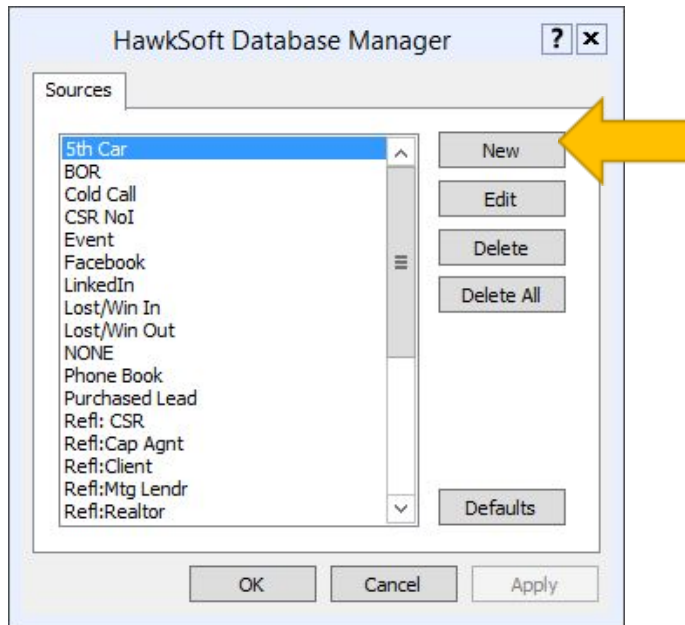 HawkSoft Database Manager
? x
Sources
5th Car
BOR
Cold Call
CSR NoI
Event
Facebook
LinkedIn
Lost/Win In
Lost/Win Out
NONE
Phone Book
Purchased Lead
Refl: CSR
Refl:Cap Agnt
Refl:Client
Refl:Mtg Lendr
Refl:Realtor
New
Edit
Delete
Delete All
Defaults
OK Cancel Apply